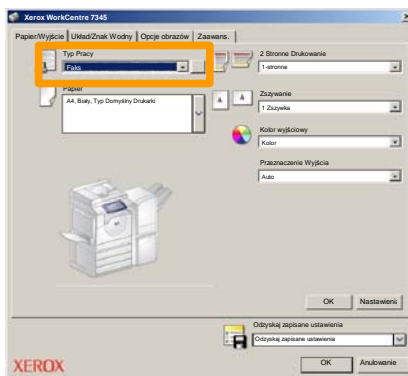 Xerox WorkCentre 7345
Papier/Wyjście Układ/Znak Wodny Opcje obrazów Zaawans.
Typ Pracy
Faks
Papier
A4, Biały, Typ Domyślny Drukarki
2 Stronne Drukowanie
1-stronne
Zszywanie
1 Zszywka
Kolor wyjściowy
Kolor
Przeznaczenie Wyjścia
Auto
OK Nastawieni
Odzyskaj zapisane ustawienia
Odzyskaj zapisane ustawienia
XEROX
OK Anulowanie